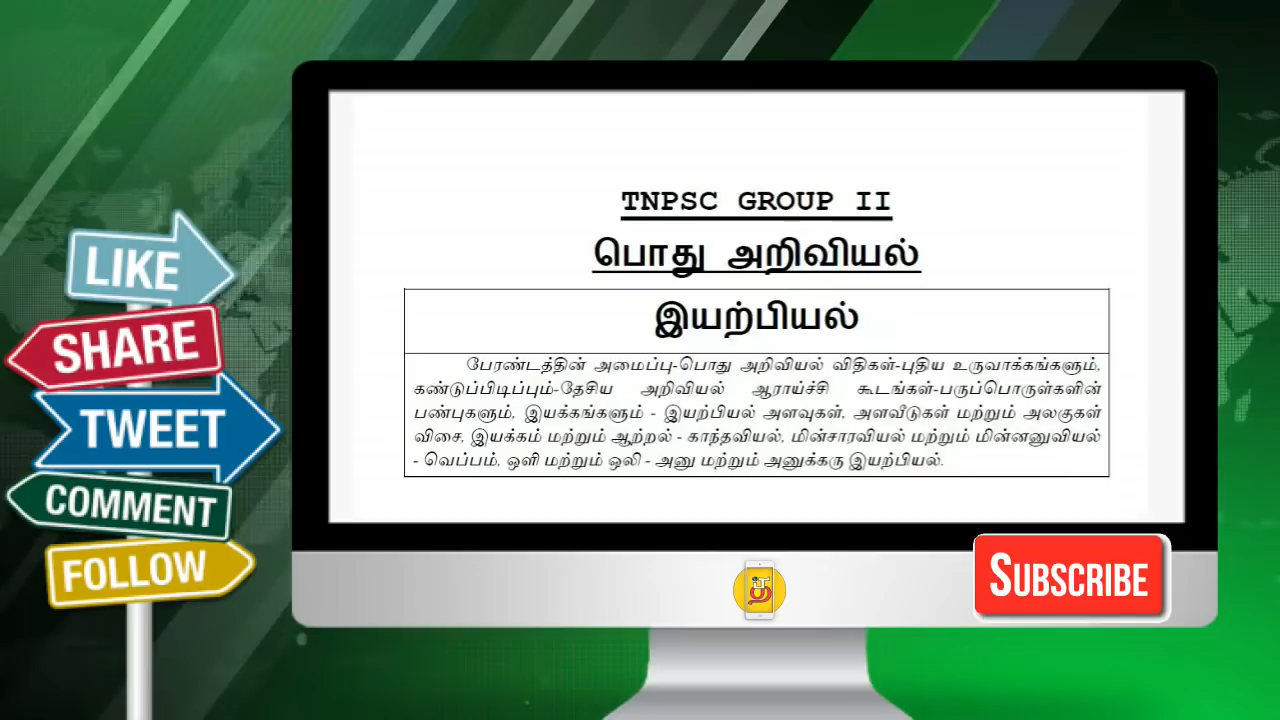 LIKE
SHARE
TWEET
COMMENT
FOLLOW
TNPSC GROUP II
பொது அறிவியல்
இயற்பியல்
பேரண்டத்தின் அமைப்பு-பொது அறிவியல் விதிகள்-புதிய உருவாக்கங்களும்,
கண்டுப்பிடிப்பும்-தேசிய அறிவியல் ஆராய்ச்சி கூடங்கள்-பருப்பொருள்களின்
பண்புகளும், இயக்கங்களும் - இயற்பியல் அளவுகள், அளவீடுகள் மற்றும் அலகுகள்
விசை, இயக்கம் மற்றும் ஆற்றல் - காந்தவியல், மின்சாரவியல் மற்றும் மின்னனுவியல்
- வெப்பம், ஒளி மற்றும் ஒலி - அனு மற்றும் அனுக்கரு இயற்பியல்.
த
SUBSCRIBE